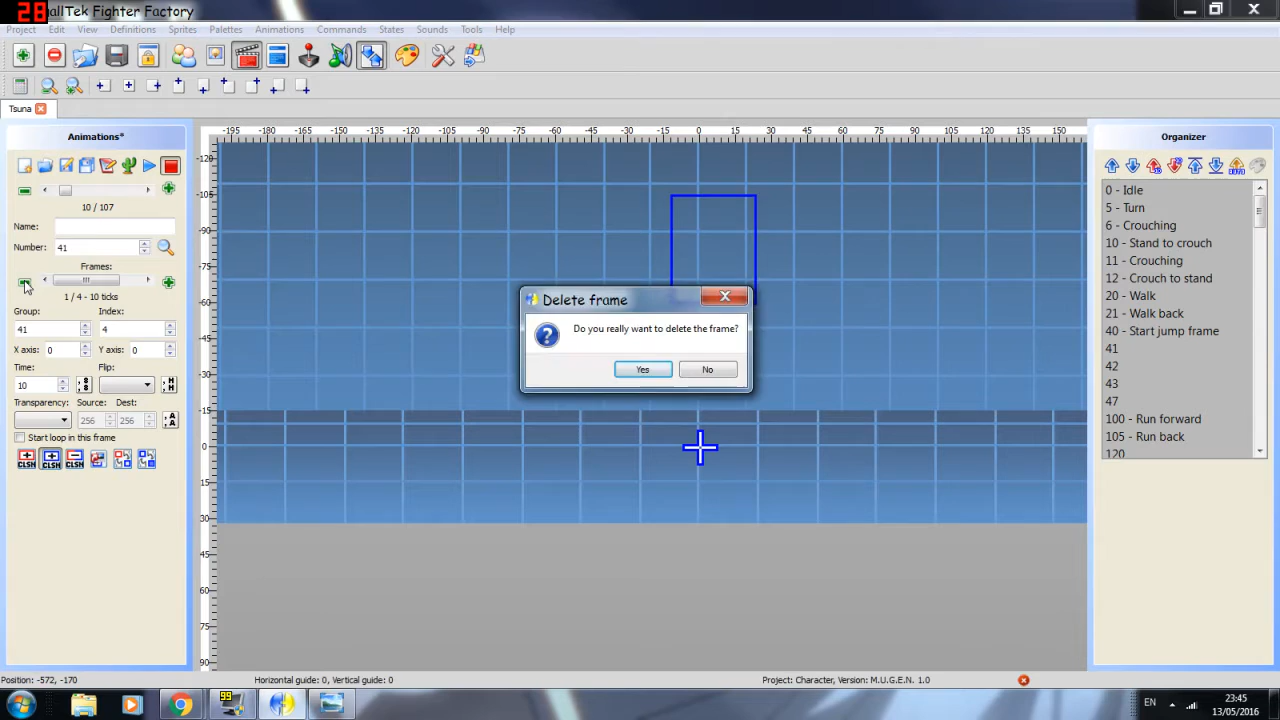 28 allTek Fighter Factory
Project Edit View Definitions Sprites Palettes Animations Commands States Sounds Tools Help
Tsuna
Animations*
10 / 107
Name:
Number: 41
Frames:
1 / 4 - 10 ticks
Group: Index:
41 4
X axis: 0 Y axis: 0
Time: Flip:
10
Transparency: Source: Dest:
256 256
Start loop in this frame
CLSN CLSN CLSN
-195 -180 -165 -150 -135 -120 -105 -90 -75 -60 -45 -30 -15 0 15 30 45 60 75 90 105 120 135 150
-120
-105
-90
-75
-60
-45
-30
-15
0
15
30
45
60
75
90
Delete frame
Do you really want to delete the frame?
Yes No
Organizer
0 - Idle
5 - Turn
6 - Crouching
10 - Stand to crouch
11 - Crouching
12 - Crouch to stand
20 - Walk
21 - Walk back
40 - Start jump frame
41
42
43
47
100 - Run forward
105 - Run back
120
Position: -572, -170 Horizontal guide: 0, Vertical guide: 0 Project: Character, Version: M.U.G.E.N 1.0
99
EN
23:45
13/05/2016